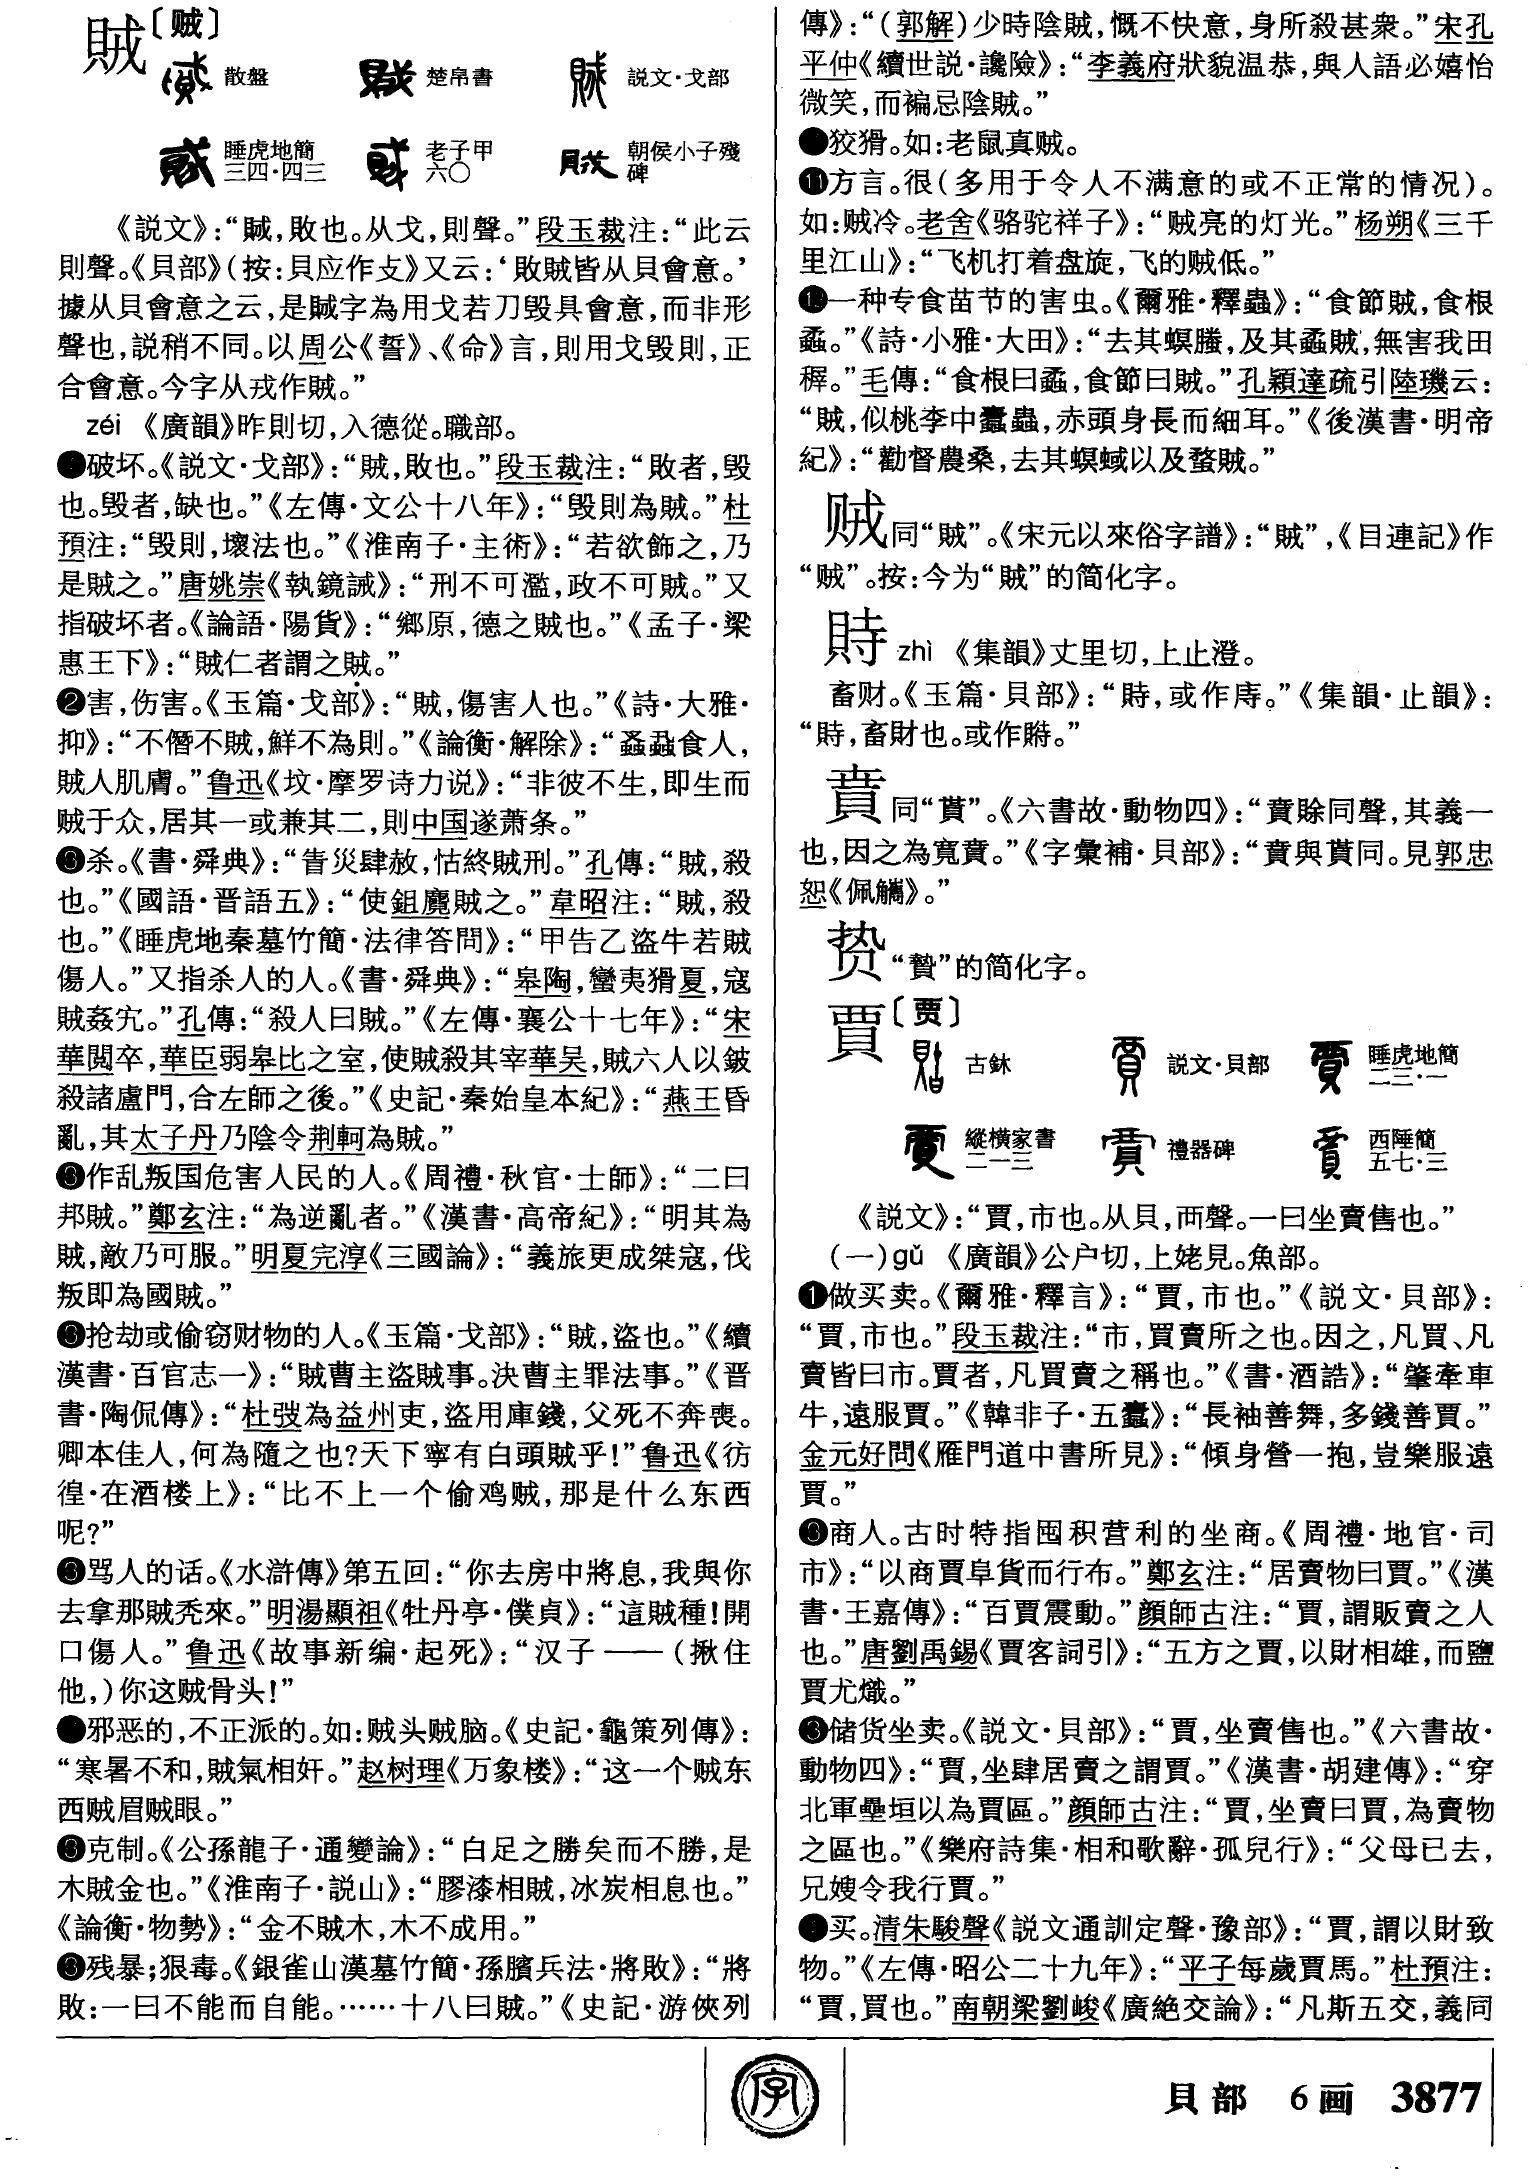 賊〔贼〕
散盤 楚帛書 説文·戈部
睡虎地簡三四·四三 老子甲六〇 朝侯小子殘碑
《説文》：“賊，敗也。从戈，則聲。”段玉裁注：“此云
則聲。《貝部》（按：貝应作攴）又云：‘敗賊皆从貝會意。’
據从貝會意之云，是賊字為用戈若刀毁貝會意，而非形
聲也，説稍不同。以周公《誓》、《命》言，則用戈毁則，正
合會意。今字从戎作賊。”
zéi 《廣韻》昨則切，入德從。職部。
❶破坏。《説文·戈部》：“賊，敗也。”段玉裁注：“敗者，毁
也。毁者，缺也。”《左傳·文公十八年》：“毁則為賊。”杜
預注：“毁則，壞法也。”《淮南子·主術》：“若欲飾之，乃
是賊之。”唐姚崇《執鏡誡》：“刑不可濫，政不可賊。”又
指破坏者。《論語·陽貨》：“鄉原，德之賊也。”《孟子·梁
惠王下》：“賊仁者謂之賊。”
❷害，伤害。《玉篇·戈部》：“賊，傷害人也。”《詩·大雅·
抑》：“不僭不賊，鮮不為則。”《論衡·解除》：“蚤蝨食人，
賊人肌膚。”鲁迅《坟·摩罗诗力说》：“非彼不生，即生而
贼于众，居其一或兼其二，則中国遂萧条。”
❸杀。《書·舜典》：“眚災肆赦，怙終賊刑。”孔傳：“賊，殺
也。”《國語·晋語五》：“使鉏麑賊之。”韋昭注：“賊，殺
也。”《睡虎地秦墓竹簡·法律答問》：“甲告乙盗牛若賊
傷人。”又指杀人的人。《書·舜典》：“皋陶，蠻夷猾夏，寇
賊姦宄。”孔傳：“殺人曰賊。”《左傳·襄公十七年》：“宋
華閲卒，華臣弱皋比之室，使賊殺其宰華吴，賊六人以鈹
殺諸盧門，合左師之後。”《史記·秦始皇本紀》：“燕王昏
亂，其太子丹乃陰令荆軻為賊。”
❹作乱叛国危害人民的人。《周禮·秋官·士師》：“二曰
邦賊。”鄭玄注：“為逆亂者。”《漢書·高帝紀》：“明其為
賊，敵乃可服。”明夏完淳《三國論》：“義旅更成桀寇，伐
叛即為國賊。”
❺抢劫或偷窃财物的人。《玉篇·戈部》：“賊，盗也。”《續
漢書·百官志一》：“賊曹主盗賊事。決曹主罪法事。”《晋
書·陶侃傳》：“杜弢為益州吏，盗用庫錢，父死不奔喪。
卿本佳人，何為隨之也？天下寧有白頭賊乎！”鲁迅《彷
徨·在酒楼上》：“比不上一个偷鸡贼，那是什么东西
呢？”
❻骂人的话。《水滸傳》第五回：“你去房中將息，我與你
去拿那賊禿來。”明湯顯祖《牡丹亭·僕貞》：“這賊種！開
口傷人。”鲁迅《故事新编·起死》：“汉子——（揪住
他，）你这贼骨头！”
❼邪恶的，不正派的。如：贼头贼脑。《史記·龜策列傳》：
“寒暑不和，賊氣相奸。”赵树理《万象楼》：“这一个贼东
西贼眉贼眼。”
❽克制。《公孫龍子·通變論》：“白足之勝矣而不勝，是
木賊金也。”《淮南子·説山》：“膠漆相賊，冰炭相息也。”
《論衡·物勢》：“金不賊木，木不成用。”
❾残暴；狠毒。《銀雀山漢墓竹簡·孫臏兵法·將敗》：“將
敗：一曰不能而自能。……十八曰賊。”《史記·游俠列
傳》：“（郭解）少時陰賊，慨不快意，身所殺甚衆。”宋孔
平仲《續世説·讒險》：“李義府狀貌温恭，與人語必嬉怡
微笑，而褊忌陰賊。”
❿狡猾。如：老鼠真贼。
⓫方言。很（多用于令人不满意的或不正常的情况）。
如：贼冷。老舍《骆驼祥子》：“贼亮的灯光。”杨朔《三千
里江山》：“飞机打着盘旋，飞的贼低。”
⓬一种专食苗节的害虫。《爾雅·釋蟲》：“食節賊，食根
蟊。”《詩·小雅·大田》：“去其螟螣，及其蟊賊，無害我田
穉。”毛傳：“食根曰蟊，食節曰賊。”孔穎達疏引陸璣云：
“賊，似桃李中蠹蟲，赤頭身長而細耳。”《後漢書·明帝
紀》：“勸督農桑，去其螟蜮以及蝥賊。”
贼同“賊”。《宋元以來俗字譜》：“賊”，《目連記》作
“贼”。按：今为“賊”的简化字。
畤 zhì 《集韻》丈里切，上止澄。
畜财。《玉篇·貝部》：“䝰，或作庤。”《集韻·止韻》：
“䝰，畜財也。或作䝷。”
賁同“貰”。《六書故·動物四》：“賁賖同聲，其義一
也，因之為寬賁。”《字彙補·貝部》：“賁與貰同。見郭忠
恕《佩觿》。”
贽“贄”的简化字。
賈〔贾〕
古鉥 説文·貝部 睡虎地簡二三·一
縱横家書二一三 禮器碑 西陲簡五七·三
《説文》：“賈，市也。从貝，襾聲。一曰坐賣售也。”
（一）gǔ 《廣韻》公户切，上姥見。魚部。
❶做买卖。《爾雅·釋言》：“賈，市也。”《説文·貝部》：
“賈，市也。”段玉裁注：“市，買賣所之也。因之，凡買、凡
賣皆曰市。賈者，凡買賣之稱也。”《書·酒誥》：“肇牽車
牛，遠服賈。”《韓非子·五蠹》：“長袖善舞，多錢善賈。”
金元好問《雁門道中書所見》：“傾身營一抱，豈樂服遠
賈。”
❷商人。古时特指囤积营利的坐商。《周禮·地官·司
市》：“以商賈阜貨而行布。”鄭玄注：“居賣物曰賈。”《漢
書·王嘉傳》：“百賈震動。”顔師古注：“賈，謂販賣之人
也。”唐劉禹錫《賈客詞引》：“五方之賈，以財相雄，而鹽
賈尤熾。”
❸储货坐卖。《説文·貝部》：“賈，坐賣售也。”《六書故·
動物四》：“賈，坐肆居賣之謂賈。”《漢書·胡建傳》：“穿
北軍壘垣以為賈區。”顔師古注：“賈，坐賣曰賈，為賣物
之區也。”《樂府詩集·相和歌辭·孤兒行》：“父母已去，
兄嫂令我行賈。”
❹买。清朱駿聲《説文通訓定聲·豫部》：“賈，謂以財致
物。”《左傳·昭公二十九年》：“平子每歲賈馬。”杜預注：
“賈，買也。”南朝梁劉峻《廣絶交論》：“凡斯五交，義同
字
貝部 6画 3877